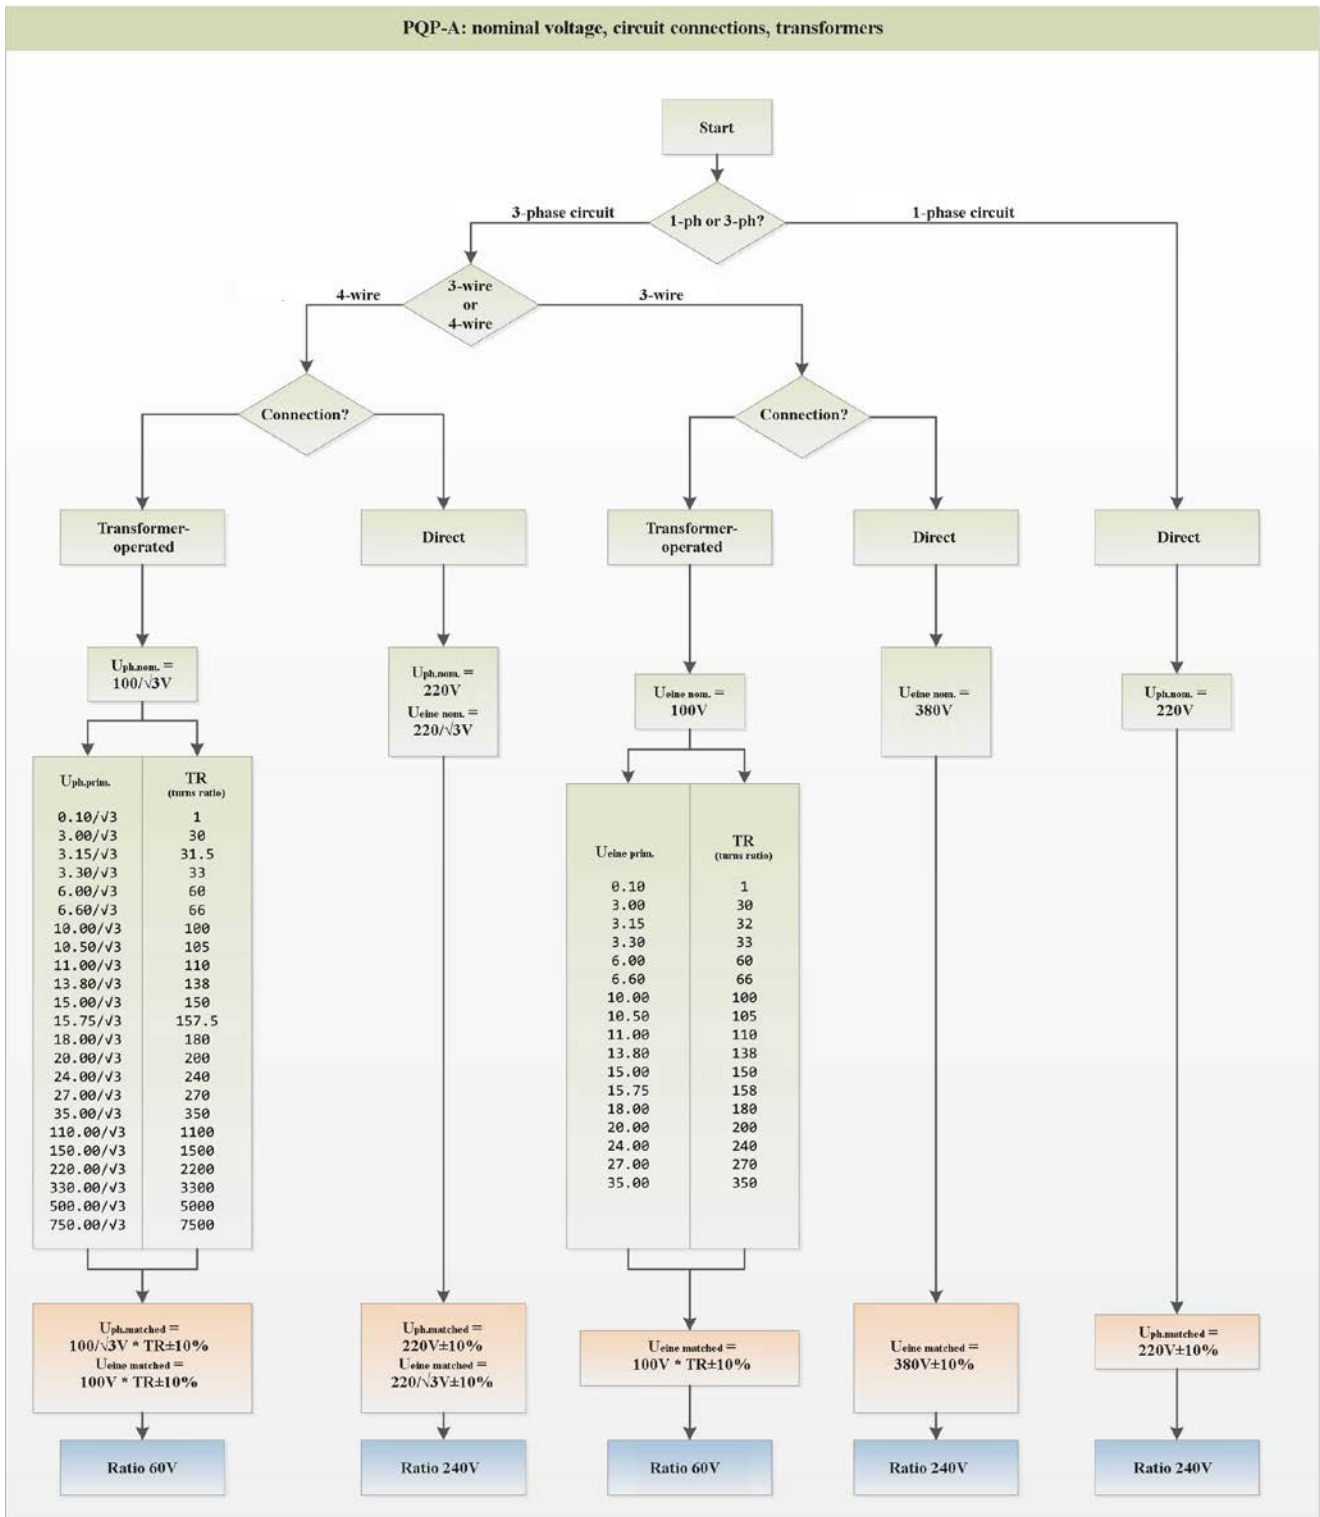 PQP-A: nominal voltage, circuit connections, transformers
Start
1-ph or 3-ph?
3-phase circuit
1-phase circuit
3-wire
or
4-wire
4-wire
3-wire
Connection?
Connection?
Transformer-
operated
Direct
Transformer-
operated
Direct
Direct
Uph.nom. =
100/√3V
Uph.nom. =
220V
Ueine nom. =
220/√3V
Ueine nom. =
100V
Ueine nom. =
380V
Uph.nom. =
220V
Uph.prim. TR
(turns ratio)
0.10/√3 1
3.00/√3 30
3.15/√3 31.5
3.30/√3 33
6.00/√3 60
6.60/√3 66
10.00/√3 100
10.50/√3 105
11.00/√3 110
13.80/√3 138
15.00/√3 150
15.75/√3 157.5
18.00/√3 180
20.00/√3 200
24.00/√3 240
27.00/√3 270
35.00/√3 350
110.00/√3 1100
150.00/√3 1500
220.00/√3 2200
330.00/√3 3300
500.00/√3 5000
750.00/√3 7500
Ueine prim. TR
(turns ratio)
0.10 1
3.00 30
3.15 32
3.30 33
6.00 60
6.60 66
10.00 100
10.50 105
11.00 110
13.80 138
15.00 150
15.75 158
18.00 180
20.00 200
24.00 240
27.00 270
35.00 350
Uph.matched =
100/√3V * TR±10%
Ueine matched =
100V * TR±10%
Uph.matched =
220V±10%
Ueine matched =
220/√3V±10%
Ueine matched =
100V * TR±10%
Ueine matched =
380V±10%
Uph.matched =
220V±10%
Ratio 60V
Ratio 240V
Ratio 60V
Ratio 240V
Ratio 240V